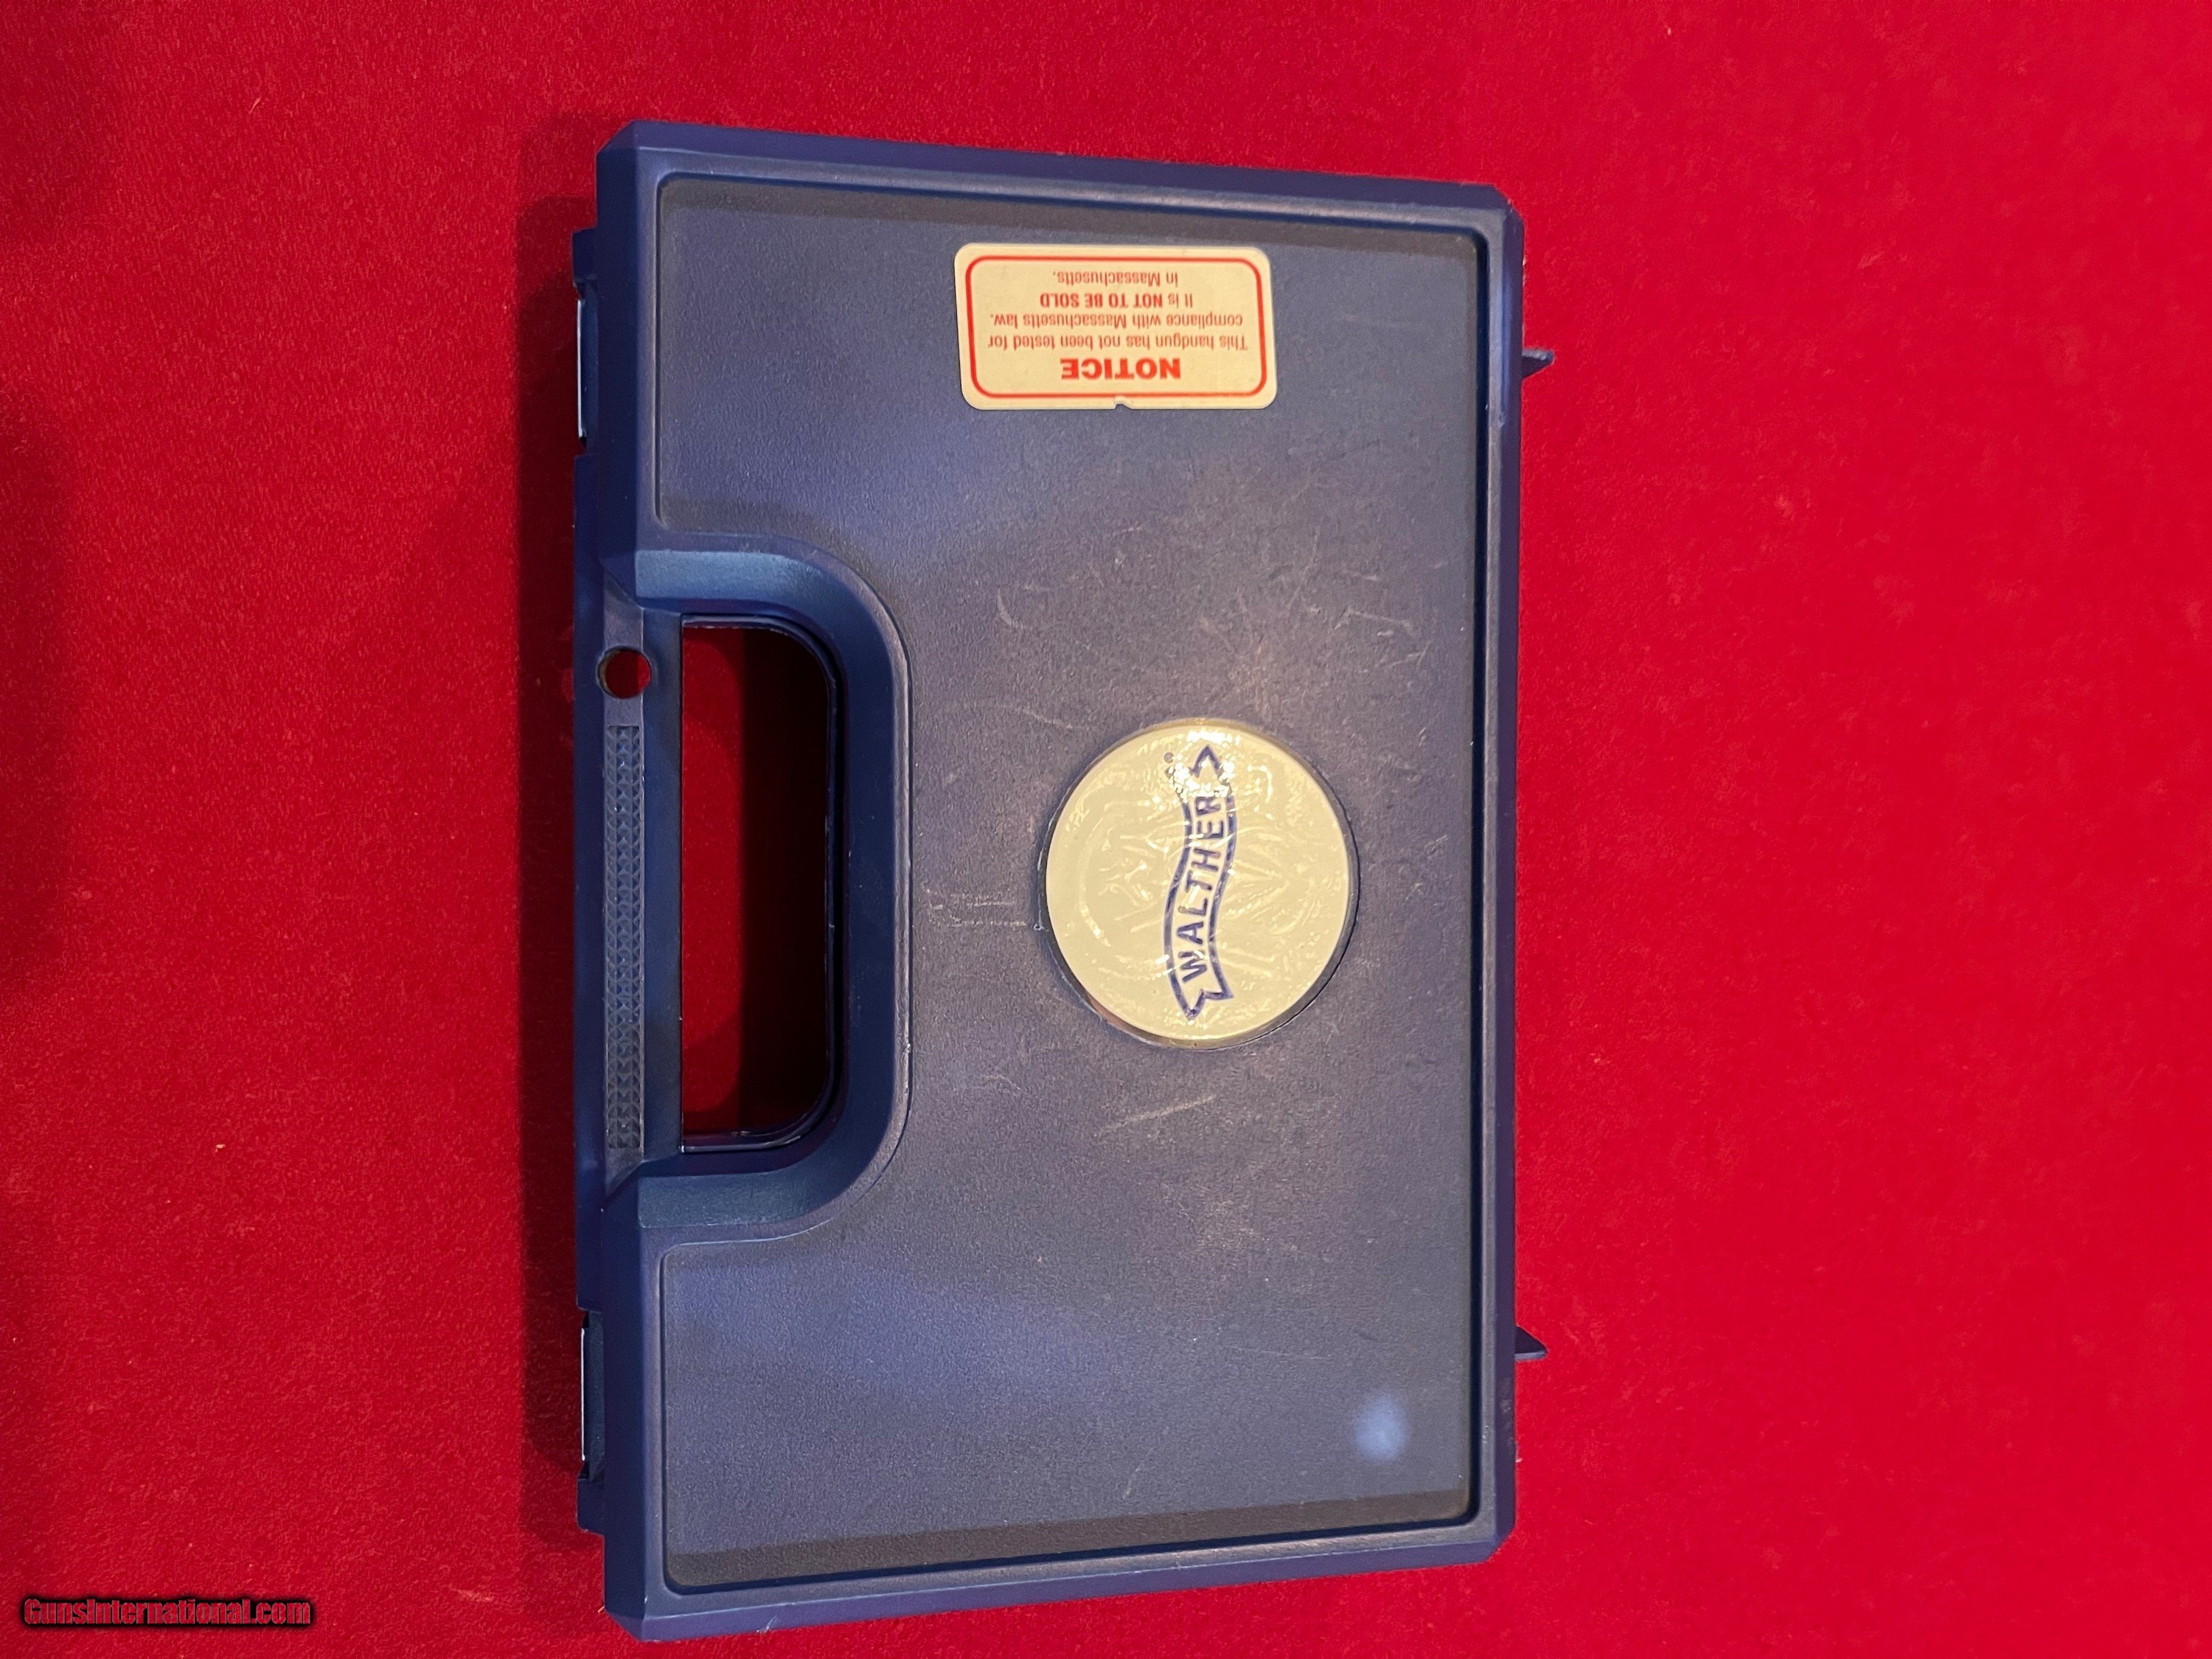 NOTICE
This handgun has not been tested for
compliance with Massachusetts law.
It is NOT TO BE SOLD
in Massachusetts.
WALTHER
®
GunsInternational.com